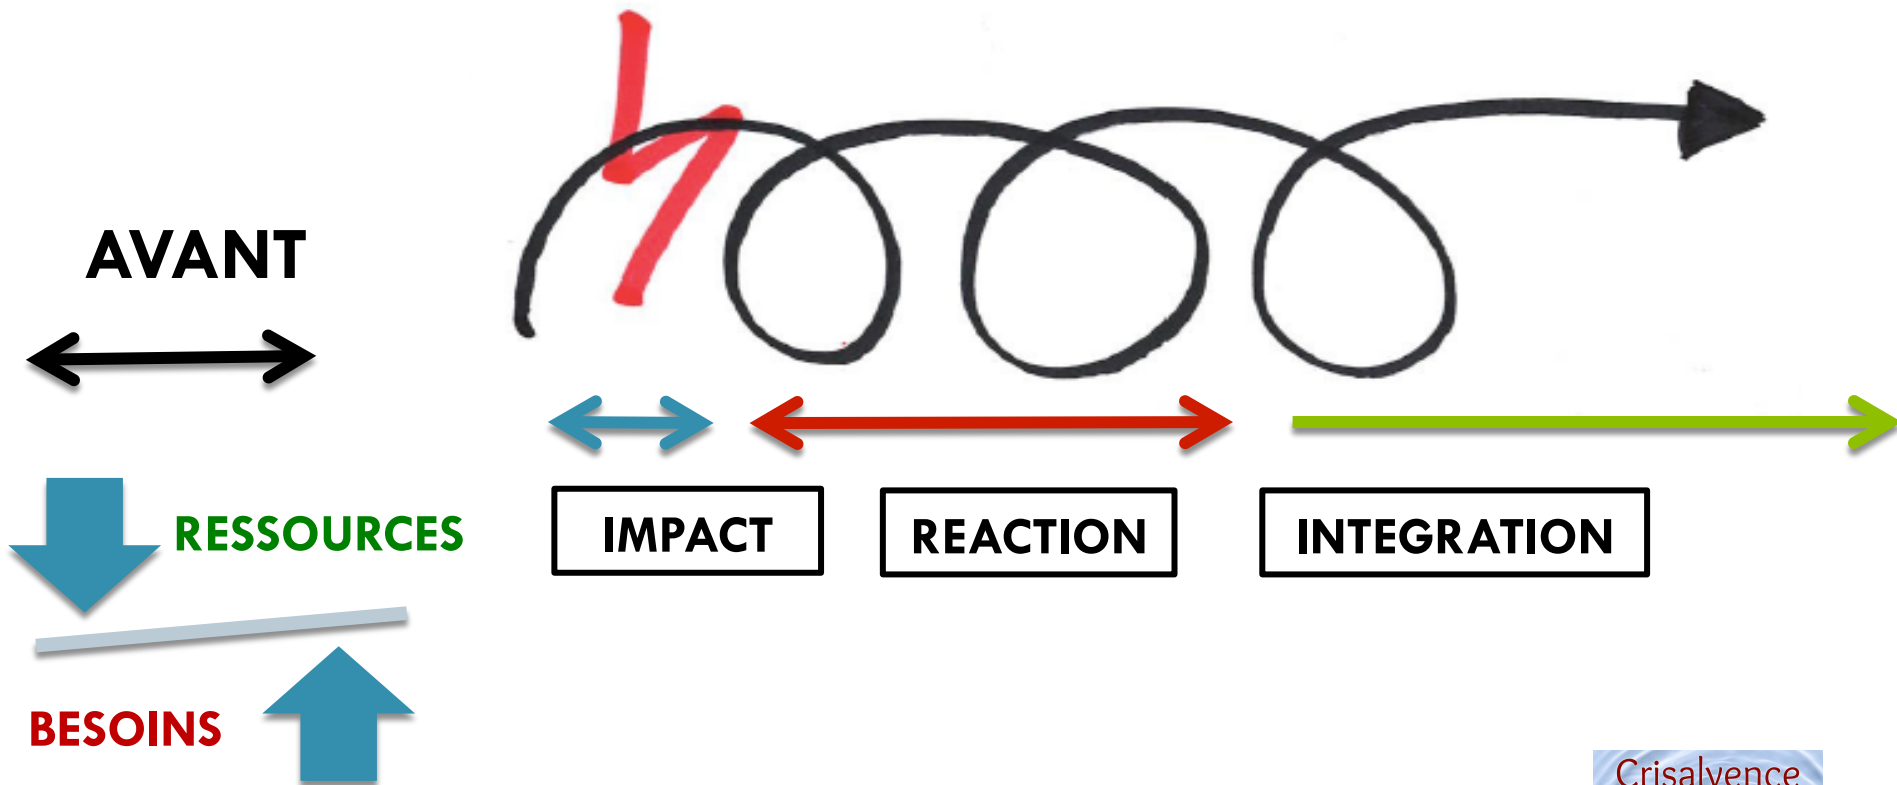 AVANT
RESSOURCES
BESOINS
IMPACT
REACTION
INTEGRATION
Crisalvence